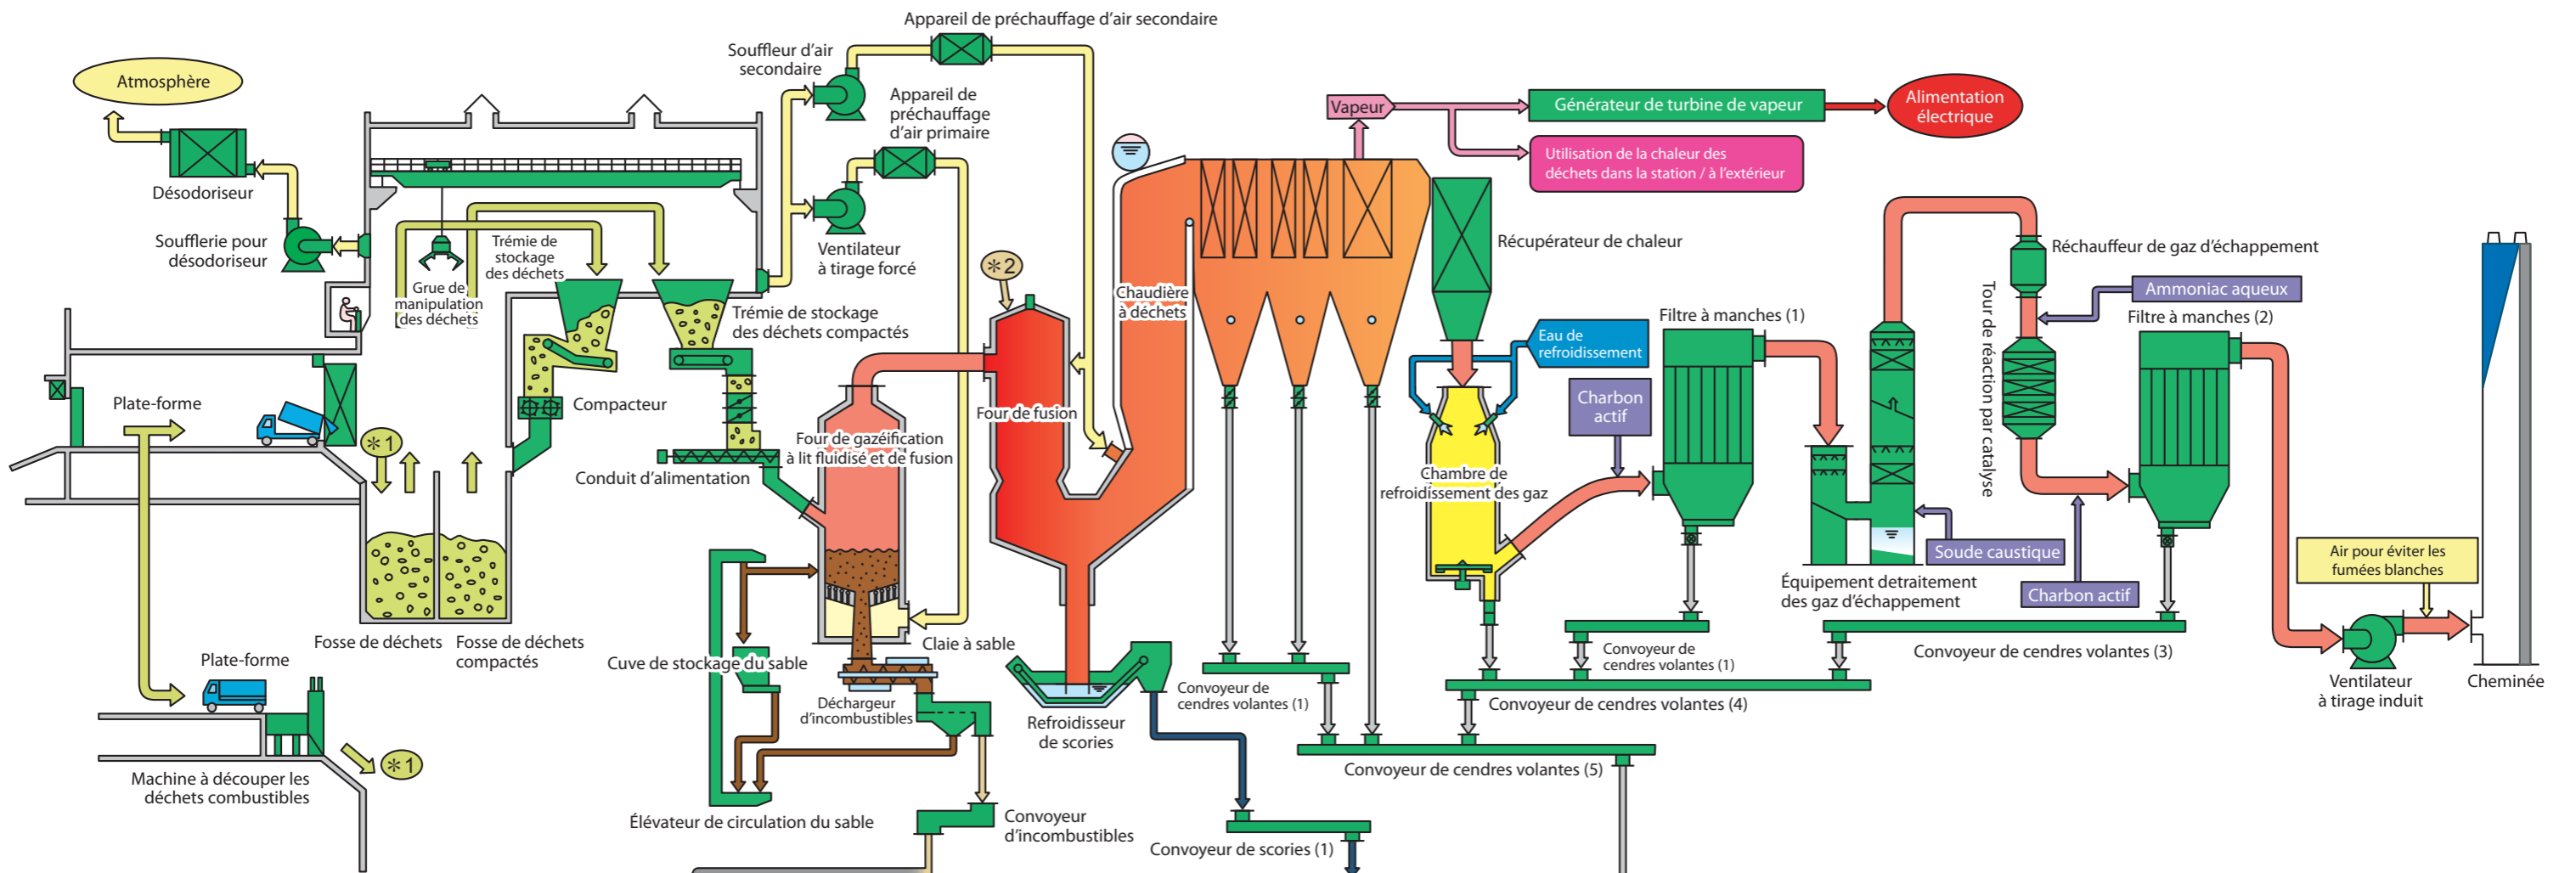 Appareil de préchauffage d'air secondaire
Souffleur d'air
secondaire
Atmosphère
Appareil de
préchauffage
d'air primaire
Vapeur
Générateur de turbine de vapeur
Alimentation
électrique
Utilisation de la chaleur des
déchets dans la station / à l'extérieur
Désodoriseur
Soufflerie pour
désodoriseur
Trémie de
stockage
des déchets
Grue de
manipulation
des déchets
Ventilateur
à tirage forcé
*2
Récupérateur de chaleur
Réchauffeur de gaz d'échappement
Ammoniac aqueux
Chaudière
à déchets
Trémie de stockage
des déchets compactés
Eau de
refroidissement
Filtre à manches (1)
Tour de réaction par catalyse
Filtre à manches (2)
Plate-forme
*1
Compacteur
Four de fusion
Charbon
actif
Four de gazéification
à lit fluidisé et de fusion
Conduit d'alimentation
Chambre de
refroidissement des gaz
Soude caustique
Air pour éviter les
fumées blanches
Équipement detraitement
des gaz d'échappement
Charbon actif
Fosse de déchets
Fosse de déchets
compactés
Claie à sable
Plate-forme
Cuve de stockage du sable
Convoyeur de
cendres volantes (1)
Convoyeur de cendres volantes (3)
Ventilateur
à tirage induit
Cheminée
Déchargeur
d'incombustibles
Convoyeur de
cendres volantes (1)
Convoyeur de cendres volantes (4)
Refroidisseur
de scories
*1
Machine à découper les
déchets combustibles
Convoyeur de cendres volantes (5)
Élévateur de circulation du sable
Convoyeur
d'incombustibles
Convoyeur de scories (1)